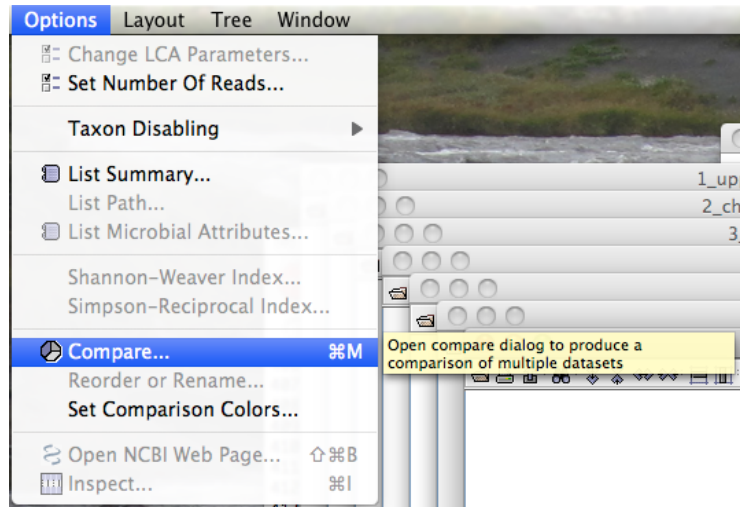 Options Layout Tree Window
Change LCA Parameters...
Set Number Of Reads...
Taxon Disabling
List Summary...
List Path...
List Microbial Attributes...
Shannon-Weaver Index...
Simpson-Reciprocal Index...
Compare... ⌘M
Reorder or Rename...
Set Comparison Colors...
Open NCBI Web Page... ⇧⌘B
Inspect... ⌘I
1_up
2_ch
3_
Open compare dialog to produce a
comparison of multiple datasets